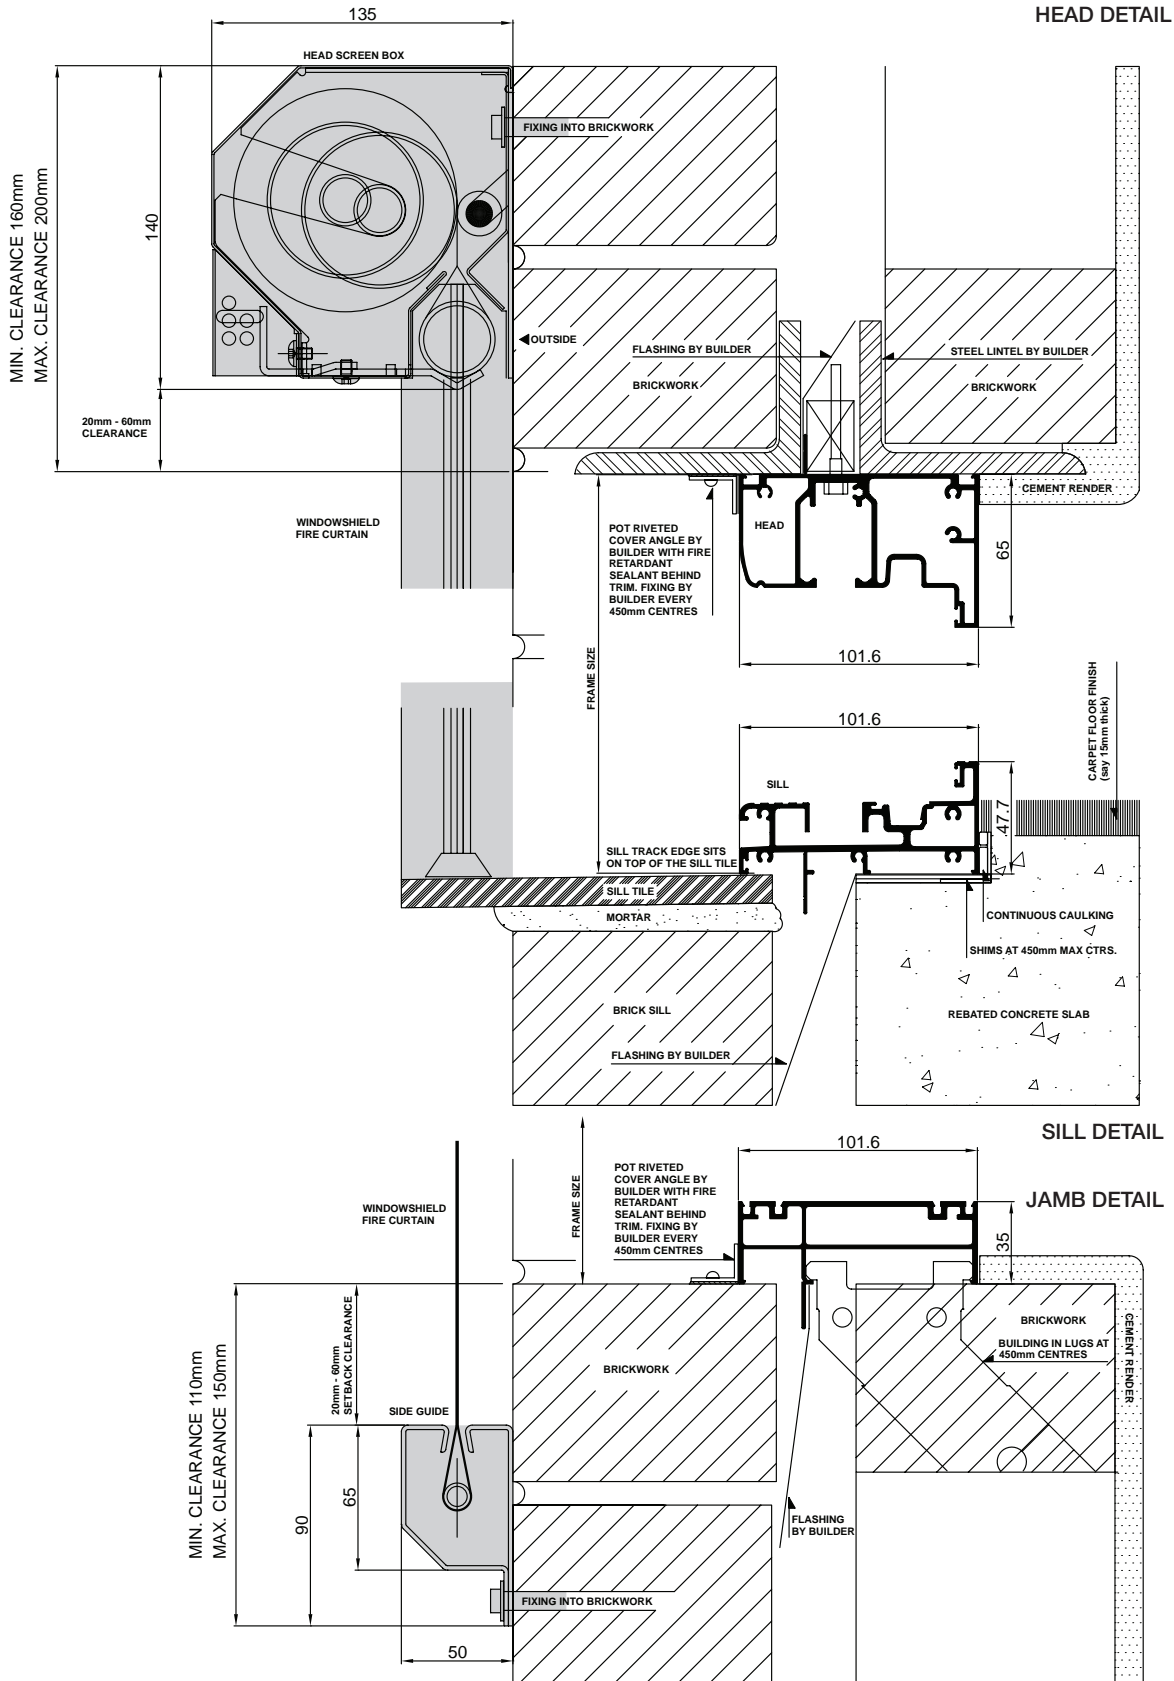 HEAD DETAIL
135
HEAD SCREEN BOX
FIXING INTO BRICKWORK
MIN. CLEARANCE 160mm
MAX. CLEARANCE 200mm
140
OUTSIDE
FLASHING BY BUILDER
STEEL LINTEL BY BUILDER
BRICKWORK
BRICKWORK
20mm - 60mm
CLEARANCE
CEMENT RENDER
WINDOWSHIELD
FIRE CURTAIN
POT RIVETED
COVER ANGLE BY
BUILDER WITH FIRE
RETARDANT
SEALANT BEHIND
TRIM. FIXING BY
BUILDER EVERY
450mm CENTRES
HEAD
65
101.6
FRAME SIZE
CARPET FLOOR FINISH
(say 15mm thick)
101.6
SILL
47.7
SILL TRACK EDGE SITS
ON TOP OF THE SILL TILE
SILL TILE
MORTAR
CONTINUOUS CAULKING
SHIMS AT 450mm MAX CTRS.
BRICK SILL
REBATED CONCRETE SLAB
FLASHING BY BUILDER
SILL DETAIL
101.6
JAMB DETAIL
WINDOWSHIELD
FIRE CURTAIN
FRAME SIZE
POT RIVETED
COVER ANGLE BY
BUILDER WITH FIRE
RETARDANT
SEALANT BEHIND
TRIM. FIXING BY
BUILDER EVERY
450mm CENTRES
35
20mm - 60mm
SETBACK CLEARANCE
BRICKWORK
BRICKWORK
BUILDING IN LUGS AT
450mm CENTRES
CEMENT RENDER
MIN. CLEARANCE 110mm
MAX. CLEARANCE 150mm
SIDE GUIDE
65
90
FLASHING
BY BUILDER
FIXING INTO BRICKWORK
50